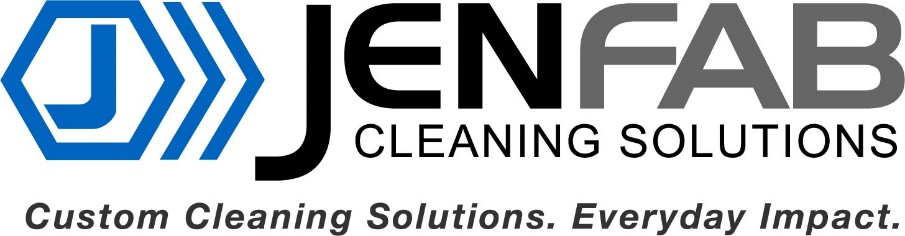 J
JENFAB
CLEANING SOLUTIONS
Custom Cleaning Solutions. Everyday Impact.